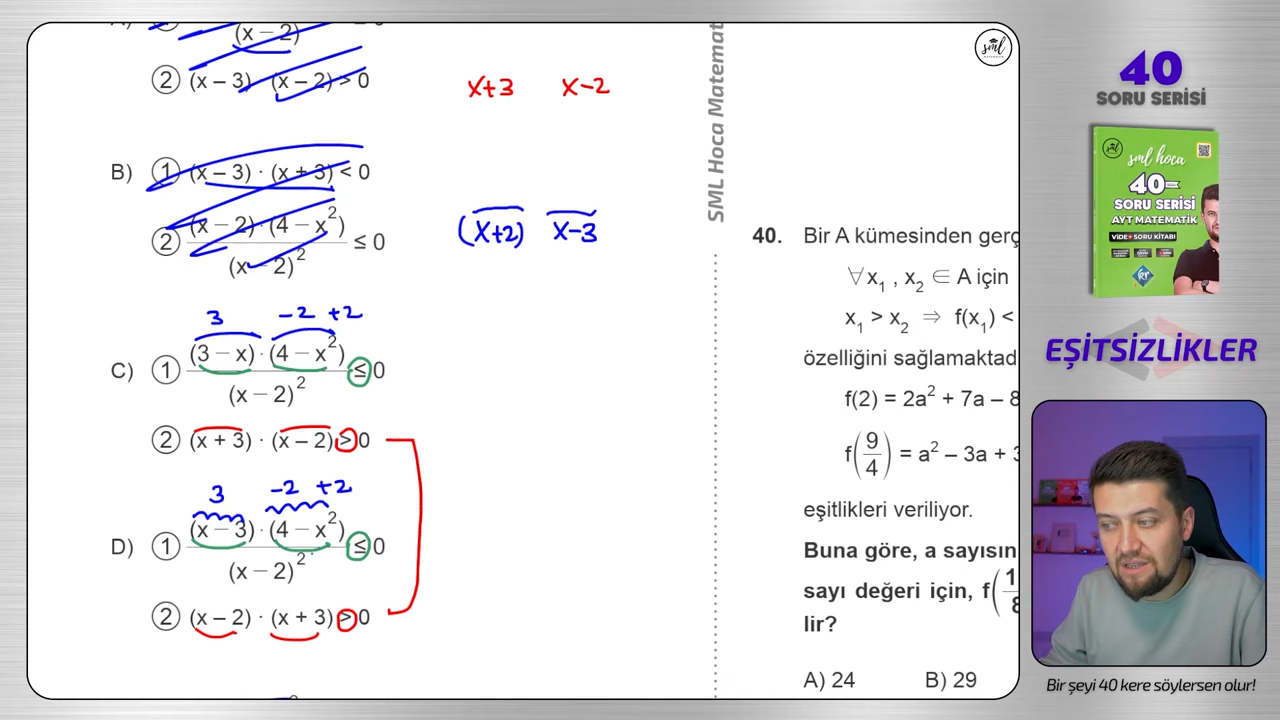 (x – 2)
② (x – 3) · (x – 2) > 0
x+3 x–2
B) ① (x – 3) · (x + 3) < 0
② (x – 2) · (4 – x²) / (x – 2)² ≤ 0
(x+2) x–3
3 –2 +2
C) ① (3 – x) · (4 – x²) / (x – 2)² ≤ 0
② (x + 3) · (x – 2) > 0
3 –2 +2
D) ① (x – 3) · (4 – x²) / (x – 2)² ≤ 0
② (x – 2) · (x + 3) > 0
SML Hoca Matemat
sml
40. Bir A kümesinden gerç
∀x₁ , x₂ ∈ A için
x₁ > x₂ ⇒ f(x₁) <
özelliğini sağlamaktad
f(2) = 2a² + 7a – 8
f(9/4) = a² – 3a + 3
eşitlikleri veriliyor.
Buna göre, a sayısın
sayı değeri için, f(1/8
lir?
A) 24 B) 29
40
SORU SERİSİ
sml hoca
40
SORU SERİSİ
AYT MATEMATİK
VİDEO SORU KİTABI
EŞİTSİZLİKLER
Bir şeyi 40 kere söylersen olur!